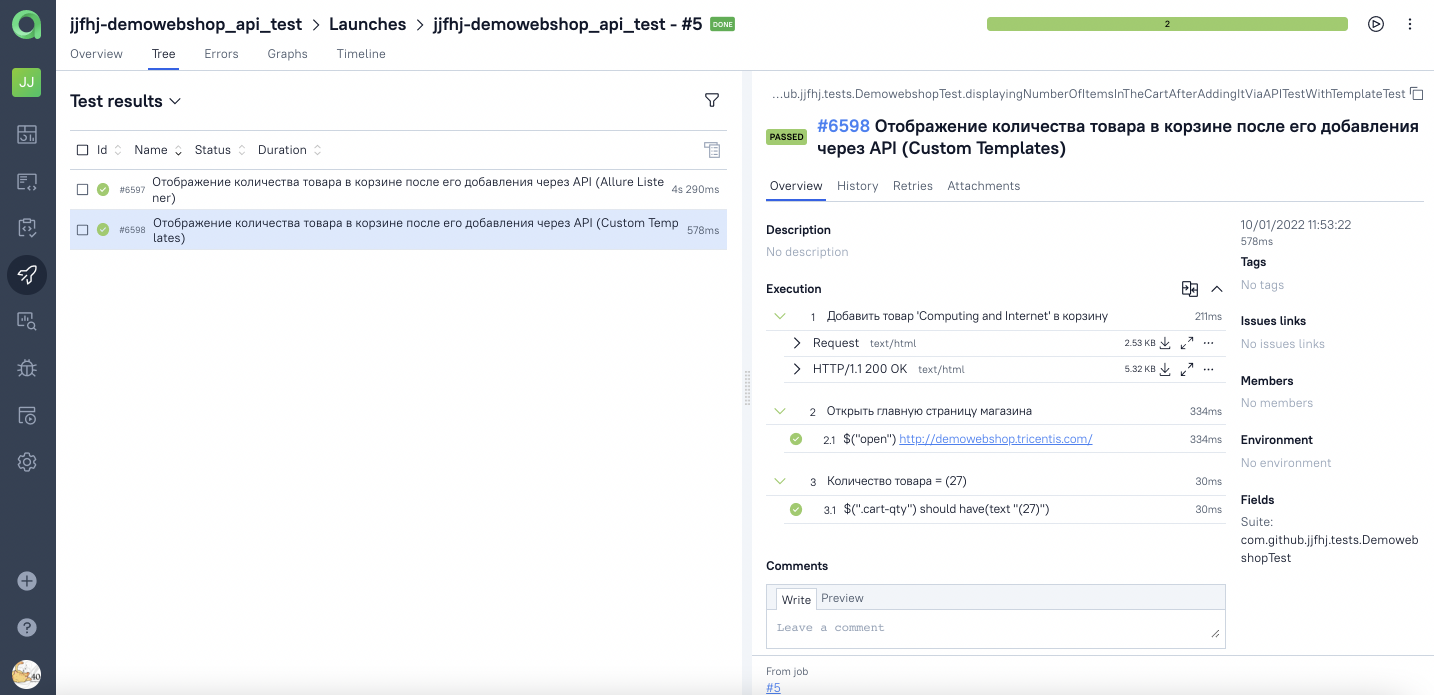 jjfhj-demowebshop_api_test > Launches > jjfhj-demowebshop_api_test - #5 DONE
2
Overview Tree Errors Graphs Timeline
JJ
Test results
Id Name Status Duration
#6597 Отображение количества товара в корзине после его добавления через API (Allure Liste
ner) 4s 290ms
#6598 Отображение количества товара в корзине после его добавления через API (Custom Temp
lates) 578ms
...ub.jjfhj.tests.DemowebshopTest.displayingNumberOfItemsInTheCartAfterAddingItViaAPITestWithTemplateTest
PASSED #6598 Отображение количества товара в корзине после его добавления
через API (Custom Templates)
Overview History Retries Attachments
Description
No description
Execution
1 Добавить товар 'Computing and Internet' в корзину 211ms
Request text/html 2.53 KB ...
HTTP/1.1 200 OK text/html 5.32 KB ...
2 Открыть главную страницу магазина 334ms
2.1 $("open") http://demowebshop.tricentis.com/ 334ms
3 Количество товара = (27) 30ms
3.1 $(".cart-qty") should have(text "(27)") 30ms
Comments
Write Preview
Leave a comment
From job
#5
10/01/2022 11:53:22
578ms
Tags
No tags
Issues links
No issues links
Members
No members
Environment
No environment
Fields
Suite:
com.github.jjfhj.tests.Demoweb
shopTest